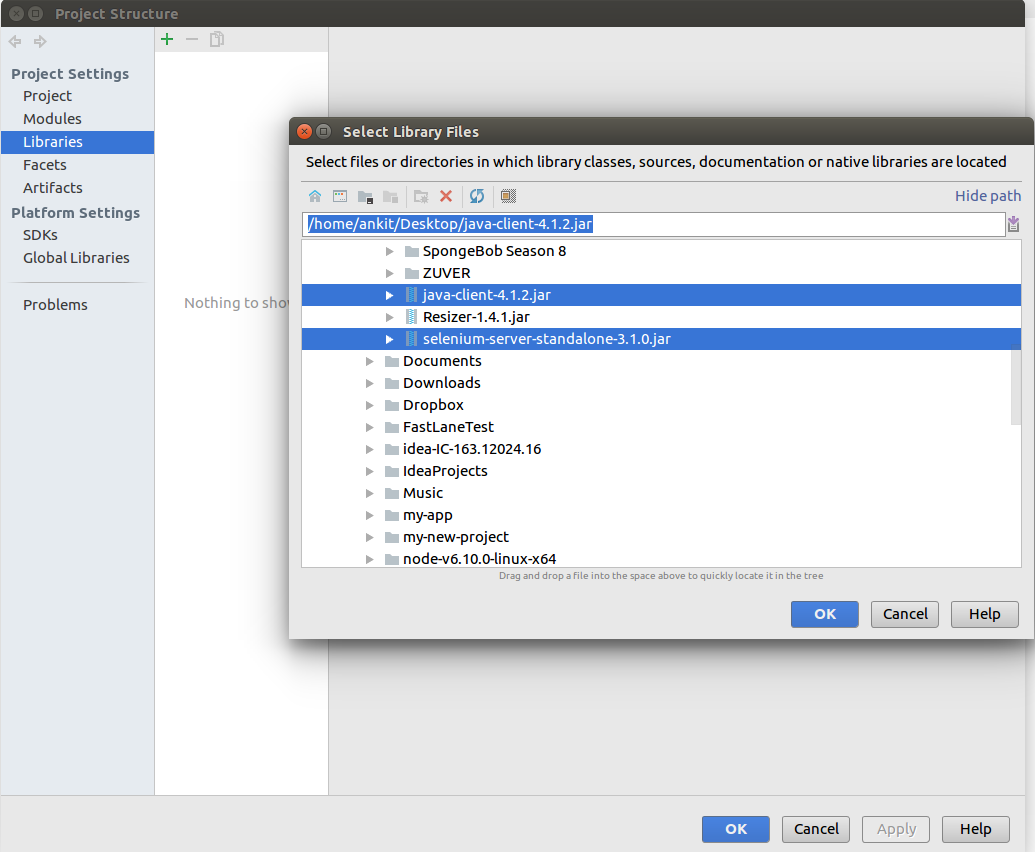 Project Structure
Project Settings
Project
Modules
Libraries
Facets
Artifacts
Platform Settings
SDKs
Global Libraries
Problems
Nothing to show
Select Library Files
Select files or directories in which library classes, sources, documentation or native libraries are located
Hide path
/home/ankit/Desktop/java-client-4.1.2.jar
SpongeBob Season 8
ZUVER
java-client-4.1.2.jar
Resizer-1.4.1.jar
selenium-server-standalone-3.1.0.jar
Documents
Downloads
Dropbox
FastLaneTest
idea-IC-163.12024.16
IdeaProjects
Music
my-app
my-new-project
node-v6.10.0-linux-x64
Drag and drop a file into the space above to quickly locate it in the tree
OK Cancel Help
OK Cancel Apply Help